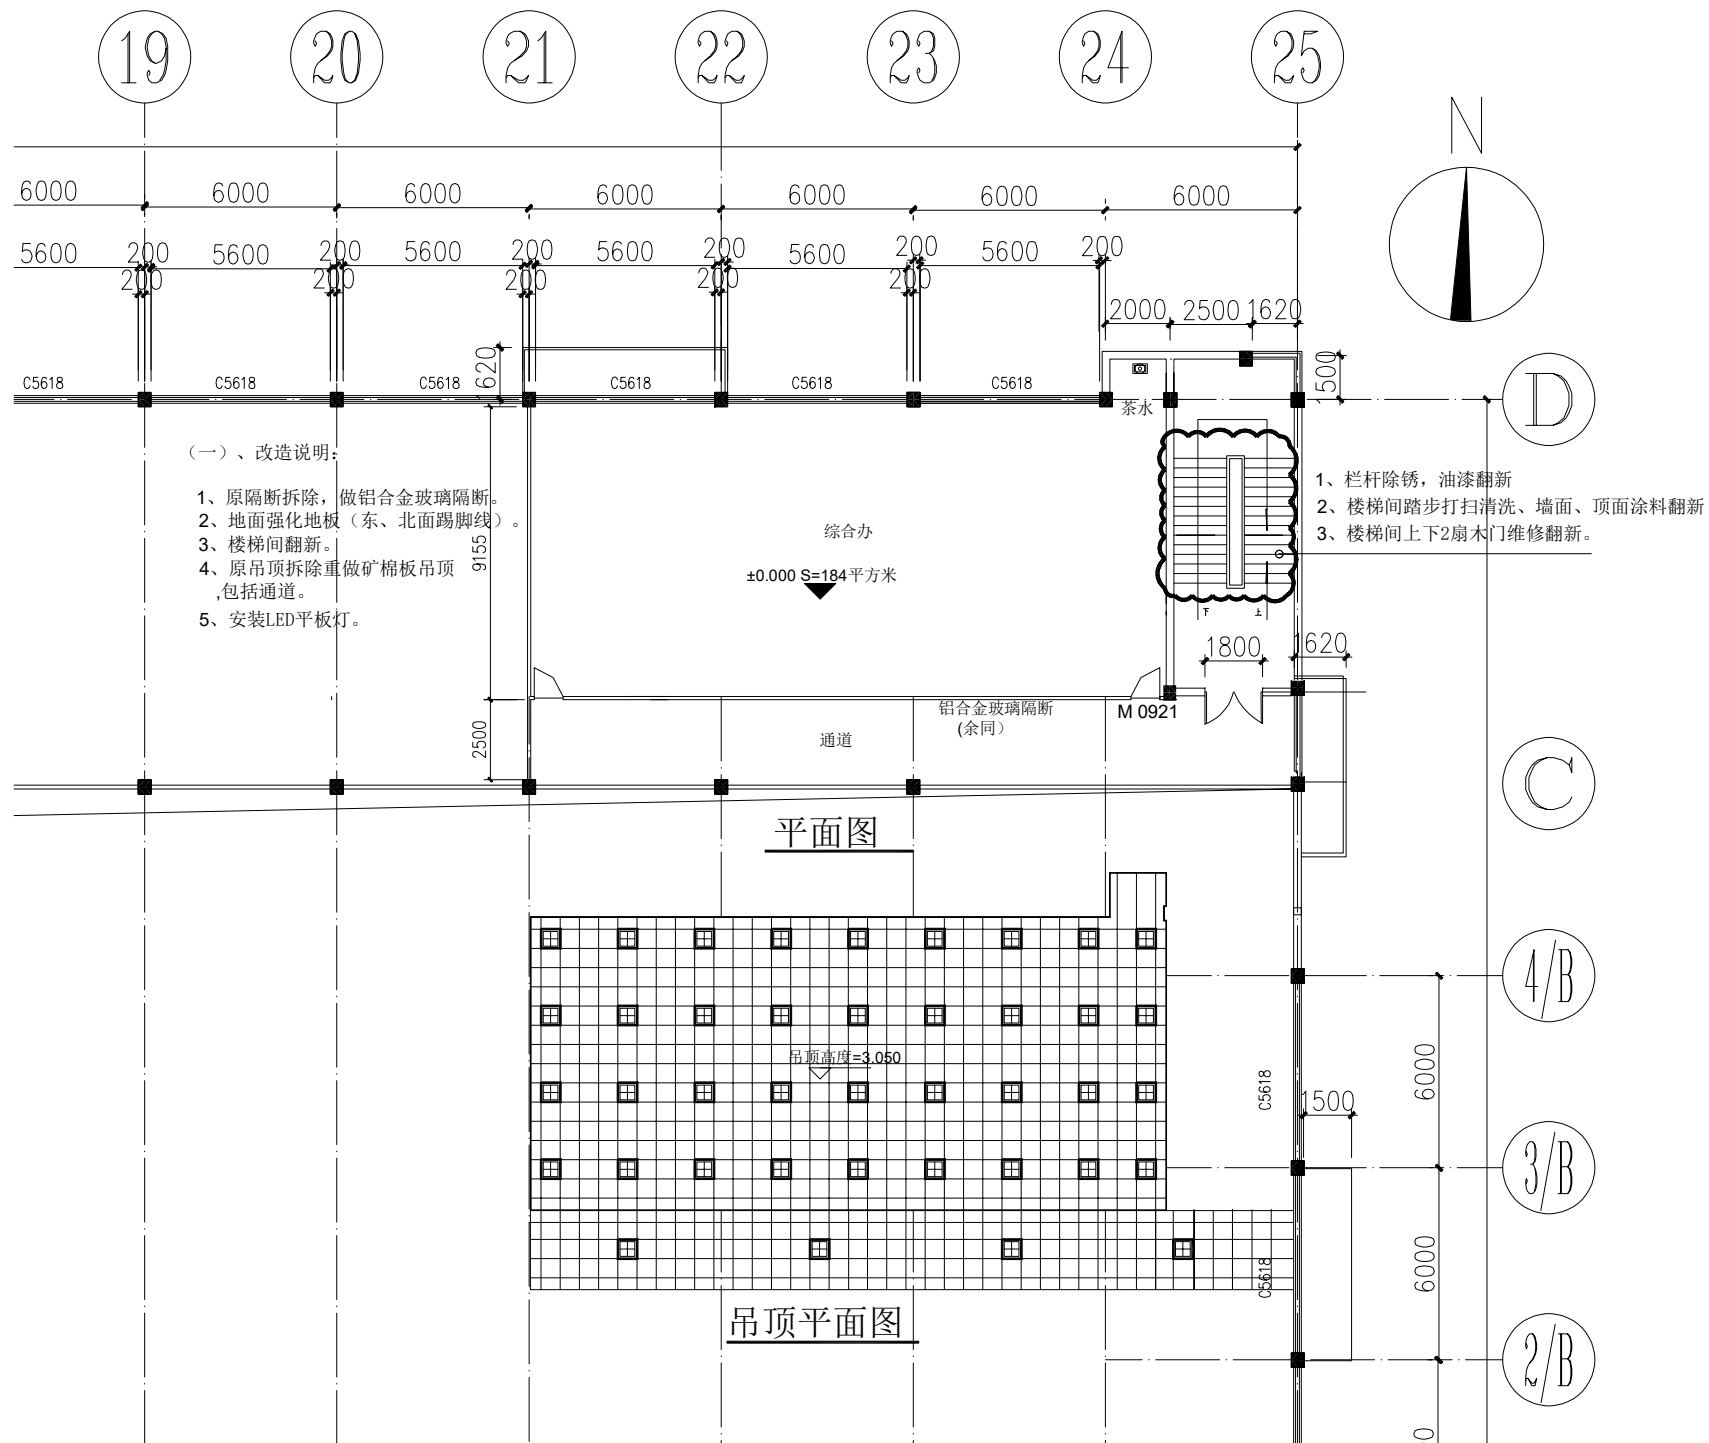 19 20 21 22 23 24 25
N
6000 6000 6000 6000 6000 6000 6000
5600 200 5600 200 5600 200 5600 200 5600 200 5600 200
200 200 200 200 200
2000 2500 1620
1620
1500
C5618 C5618 C5618 C5618 C5618 C5618
茶水
D
(一)、改造说明:
1、原隔断拆除，做铝合金玻璃隔断。
2、地面强化地板（东、北面踢脚线）。
3、楼梯间翻新。
4、原吊顶拆除重做矿棉板吊顶
,包括通道。
5、安装LED平板灯。
9155
综合办
±0.000 S=184平方米
1、栏杆除锈，油漆翻新
2、楼梯间踏步打扫清洗、墙面、顶面涂料翻新
3、楼梯间上下2扇木门维修翻新。
下 上
1800
1620
铝合金玻璃隔断
(余同）
M 0921
2500
通道
C
平面图
4/B
吊顶高度=3.050
C5618
6000
1500
3/B
C5618
6000
吊顶平面图
2/B